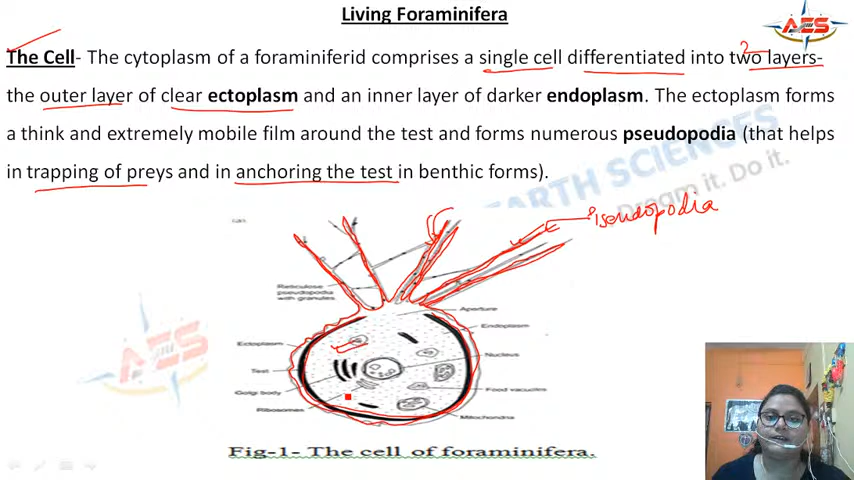 Living Foraminifera
AES
The Cell- The cytoplasm of a foraminiferid comprises a single cell differentiated into two layers-
2
the outer layer of clear ectoplasm and an inner layer of darker endoplasm. The ectoplasm forms
a think and extremely mobile film around the test and forms numerous pseudopodia (that helps
in trapping of preys and in anchoring the test in benthic forms).
EARTH SCIENCES
Dream it. Do it.
Pseudopodia
Reticulose
pseudopodia
with granules
Aperture
Endoplasm
Ectoplasm
Nucleus
Test
Food vacuoles
Golgi body
Ribosomes
Mitochondria
AES
Fig-1- The cell of foraminifera.